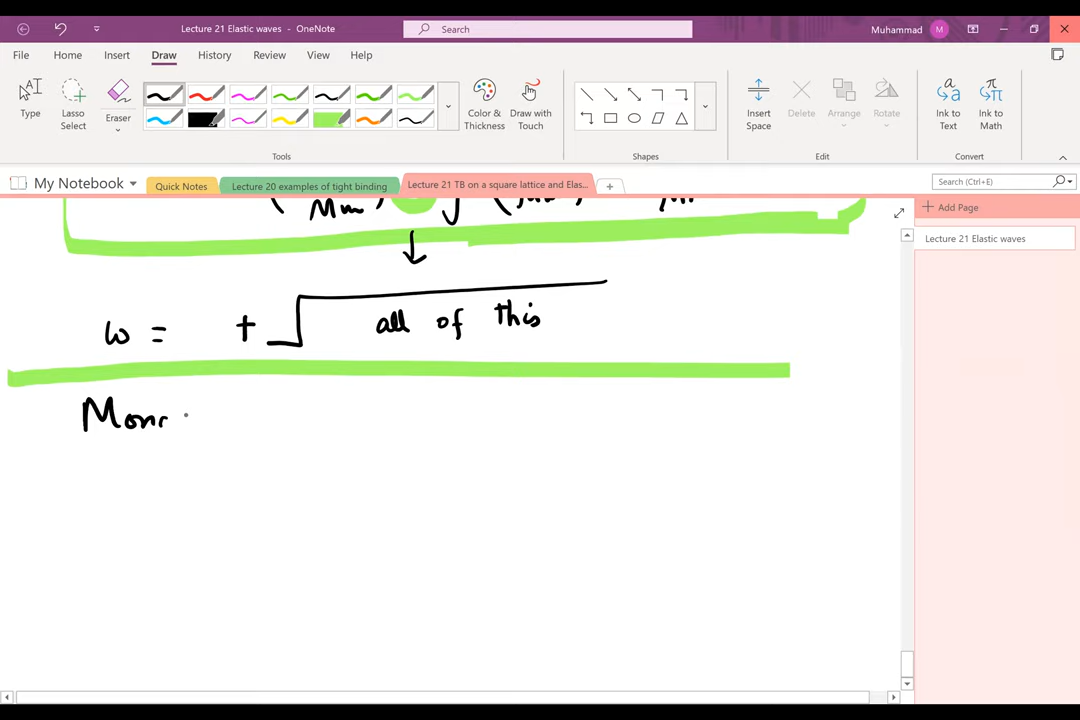 Lecture 21 Elastic waves - OneNote
Search
Muhammad
M
File Home Insert Draw History Review View Help
Type
Lasso Select
Eraser
Color & Thickness
Draw with Touch
Insert Space
Delete
Arrange
Rotate
Ink to Text
Ink to Math
Tools
Shapes
Edit
Convert
My Notebook
Quick Notes
Lecture 20 examples of tight binding
Lecture 21 TB on a square lattice and Elas...
Search (Ctrl+E)
Add Page
Lecture 21 Elastic waves
ω = + √ all of this